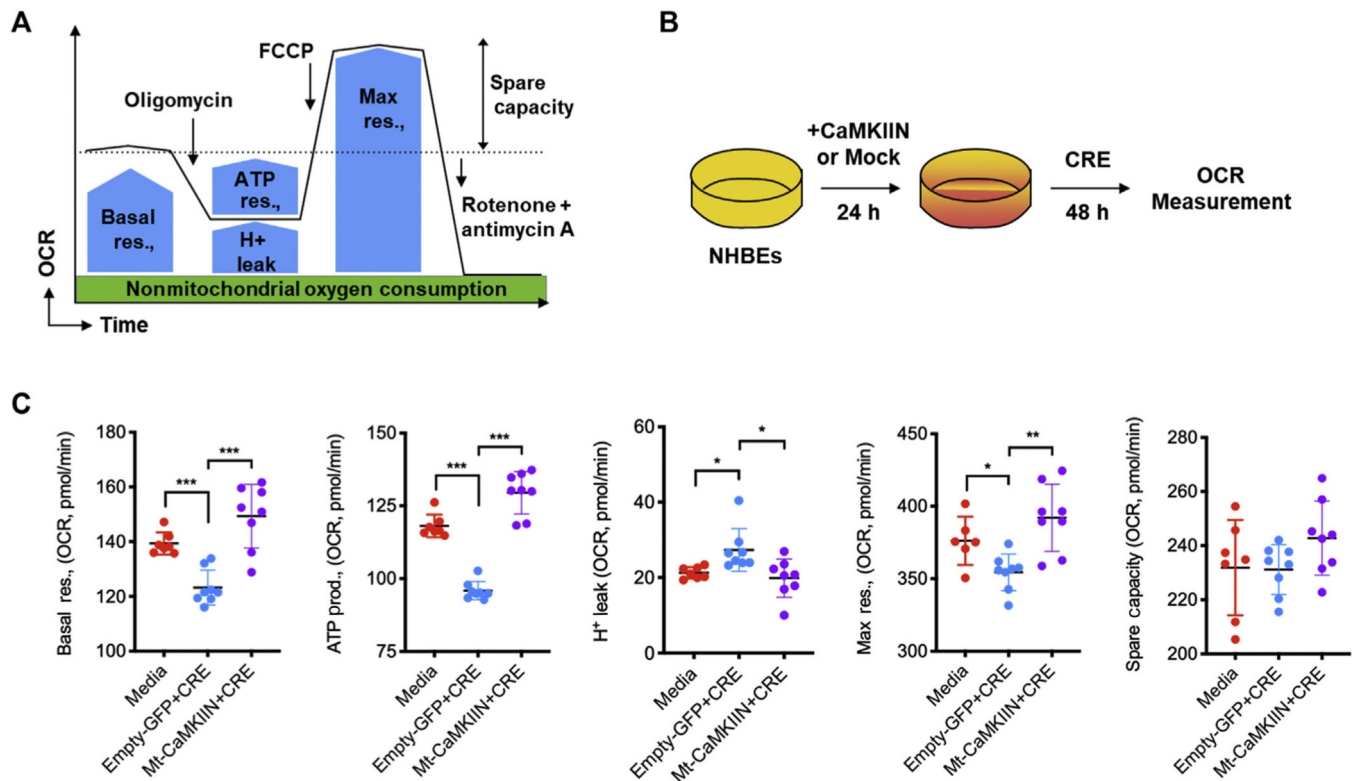 A
OCR
Time
Oligomycin
FCCP
Basal
res.,
ATP
res.,
H+
leak
Max
res.,
Spare
capacity
Rotenone +
antimycin A
Nonmitochondrial oxygen consumption
B
NHBEs
+CaMKIIN
or Mock
24 h
CRE
48 h
OCR
Measurement
C
Basal res., (OCR, pmol/min)
180
160
140
120
100
***
***
Media
Empty-GFP+CRE
Mt-CaMKIIN+CRE
ATP prod., (OCR, pmol/min)
150
125
100
75
***
***
Media
Empty-GFP+CRE
Mt-CaMKIIN+CRE
H+ leak (OCR, pmol/min)
60
40
20
0
*
*
Media
Empty-GFP+CRE
Mt-CaMKIIN+CRE
Max res., (OCR, pmol/min)
450
400
350
300
*
**
Media
Empty-GFP+CRE
Mt-CaMKIIN+CRE
Spare capacity (OCR, pmol/min)
280
260
240
220
200
Media
Empty-GFP+CRE
Mt-CaMKIIN+CRE